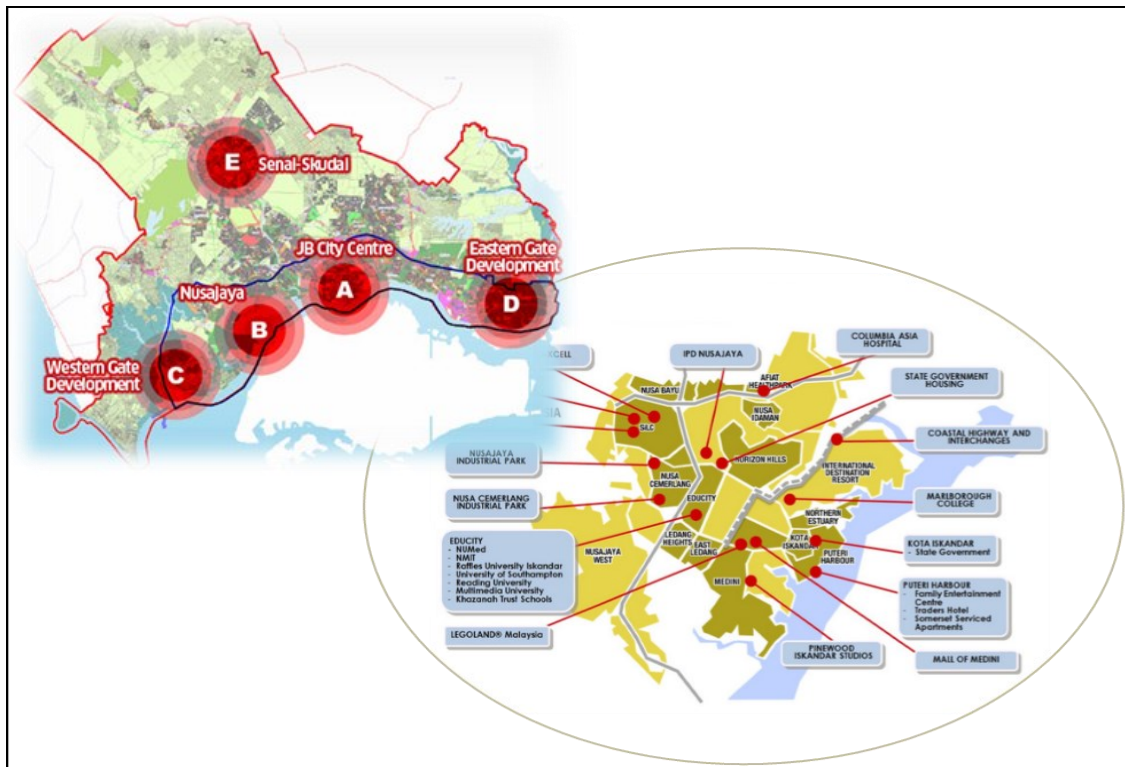 E
Senai-Skudai
JB City Centre
A
Eastern Gate
Development
D
Nusajaya
B
Western Gate
Development
C
XCELL
SIA
IPD NUSAJAYA
COLUMBIA ASIA
HOSPITAL
STATE GOVERNMENT
HOUSING
COASTAL HIGHWAY AND
INTERCHANGES
MARLBOROUGH
COLLEGE
KOTA ISKANDAR
- State Government
PUTERI HARBOUR
- Family Entertainment
Centre
- Traders Hotel
- Somerset Serviced
Apartments
MALL OF MEDINI
PINEWOOD
ISKANDAR STUDIOS
NUSAJAYA
INDUSTRIAL PARK
NUSA CEMERLANG
INDUSTRIAL PARK
EDUCITY
- NUMed
- NMIT
- Raffles University Iskandar
- University of Southampton
- Reading University
- Multimedia University
- Khazanah Trust Schools
LEGOLAND® Malaysia
NUSA BAYU
AFIAT
HEALTHPARK
NUSA
IDAMAN
SILC
HORIZON HILLS
NUSA
CEMERLANG
EDUCITY
INTERNATIONAL
DESTINATION
RESORT
NORTHERN
ESTUARY
LEDANG
HEIGHTS
EAST
LEDANG
KOTA
ISKANDAR
PUTERI
HARBOUR
NUSAJAYA
WEST
MEDINI